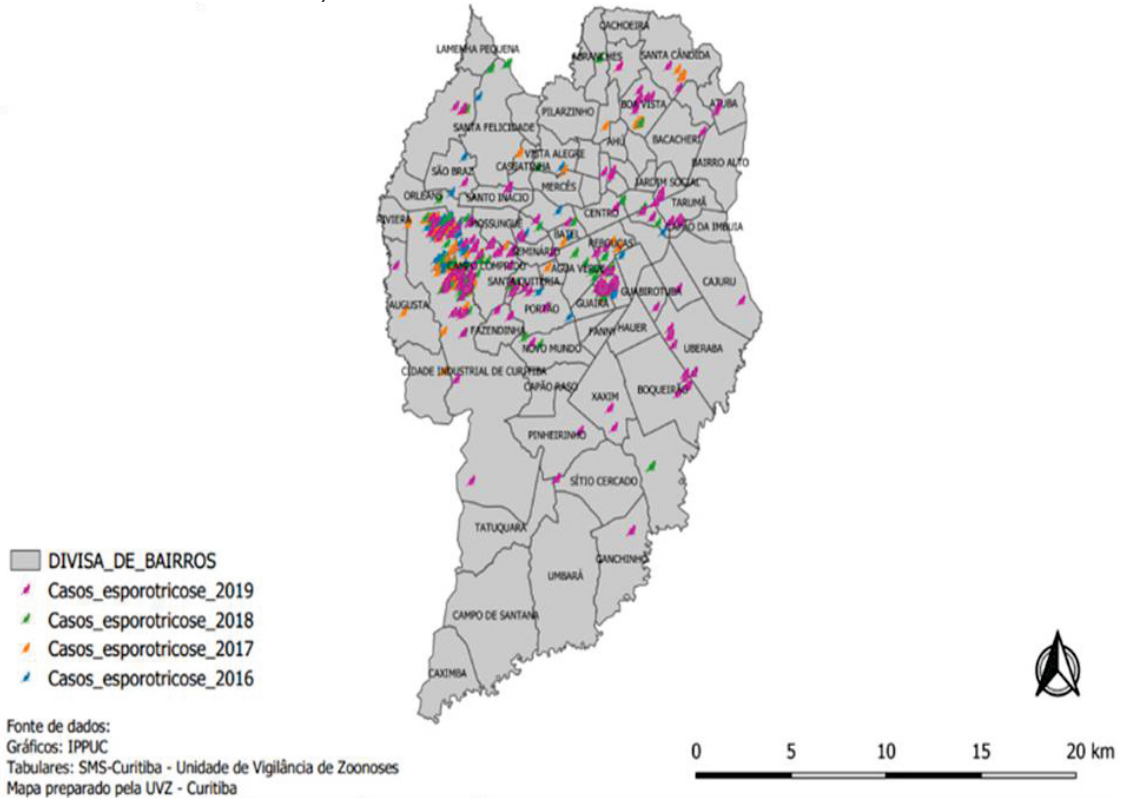 LAMENHA PEQUENA
CACHOEIRA
ABRANCHES
SANTA CÂNDIDA
BOA VISTA
ATUBA
PILARZINHO
SANTA FELICIDADE
AHÚ
BACACHERI
VISTA ALEGRE
BAIRRO ALTO
CASCATINHA
SÃO BRAZ
MERCÊS
JARDIM SOCIAL
ORLEANS
SANTO INÁCIO
TARUMÃ
CENTRO
RIVIERA
MOSSUNGUÊ
CAPÃO DA IMBUIA
BATEL
REBOUÇAS
SEMINÁRIO
CAMPO COMPRIDO
ÁGUA VERDE
SANTA QUITÉRIA
CAJURU
GUABIROTUBA
AUGUSTA
PORTÃO
GUAÍRA
FAZENDINHA
FANNY
HAUER
NOVO MUNDO
UBERABA
CIDADE INDUSTRIAL DE CURITIBA
CAPÃO RASO
BOQUEIRÃO
XAXIM
PINHEIRINHO
SÍTIO CERCADO
TATUQUARA
GANCHINHO
UMBARÁ
CAMPO DE SANTANA
CAXIMBA
DIVISA_DE_BAIRROS
Casos_esporotricose_2019
Casos_esporotricose_2018
Casos_esporotricose_2017
Casos_esporotricose_2016
Fonte de dados:
Gráficos: IPPUC
Tabulares: SMS-Curitiba - Unidade de Vigilância de Zoonoses
Mapa preparado pela UVZ - Curitiba
0 5 10 15 20 km